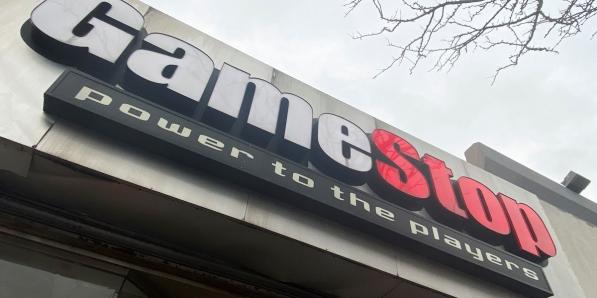 GameStop
power to the players